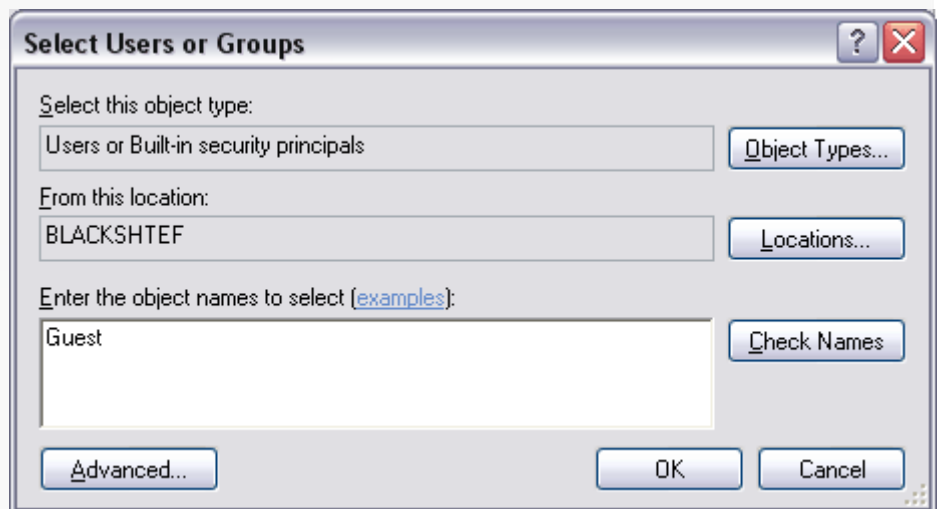 Select Users or Groups
?
Select this object type:
Users or Built-in security principals
Object Types...
From this location:
BLACKSHTEF
Locations...
Enter the object names to select (examples):
Guest
Check Names
Advanced...
OK
Cancel